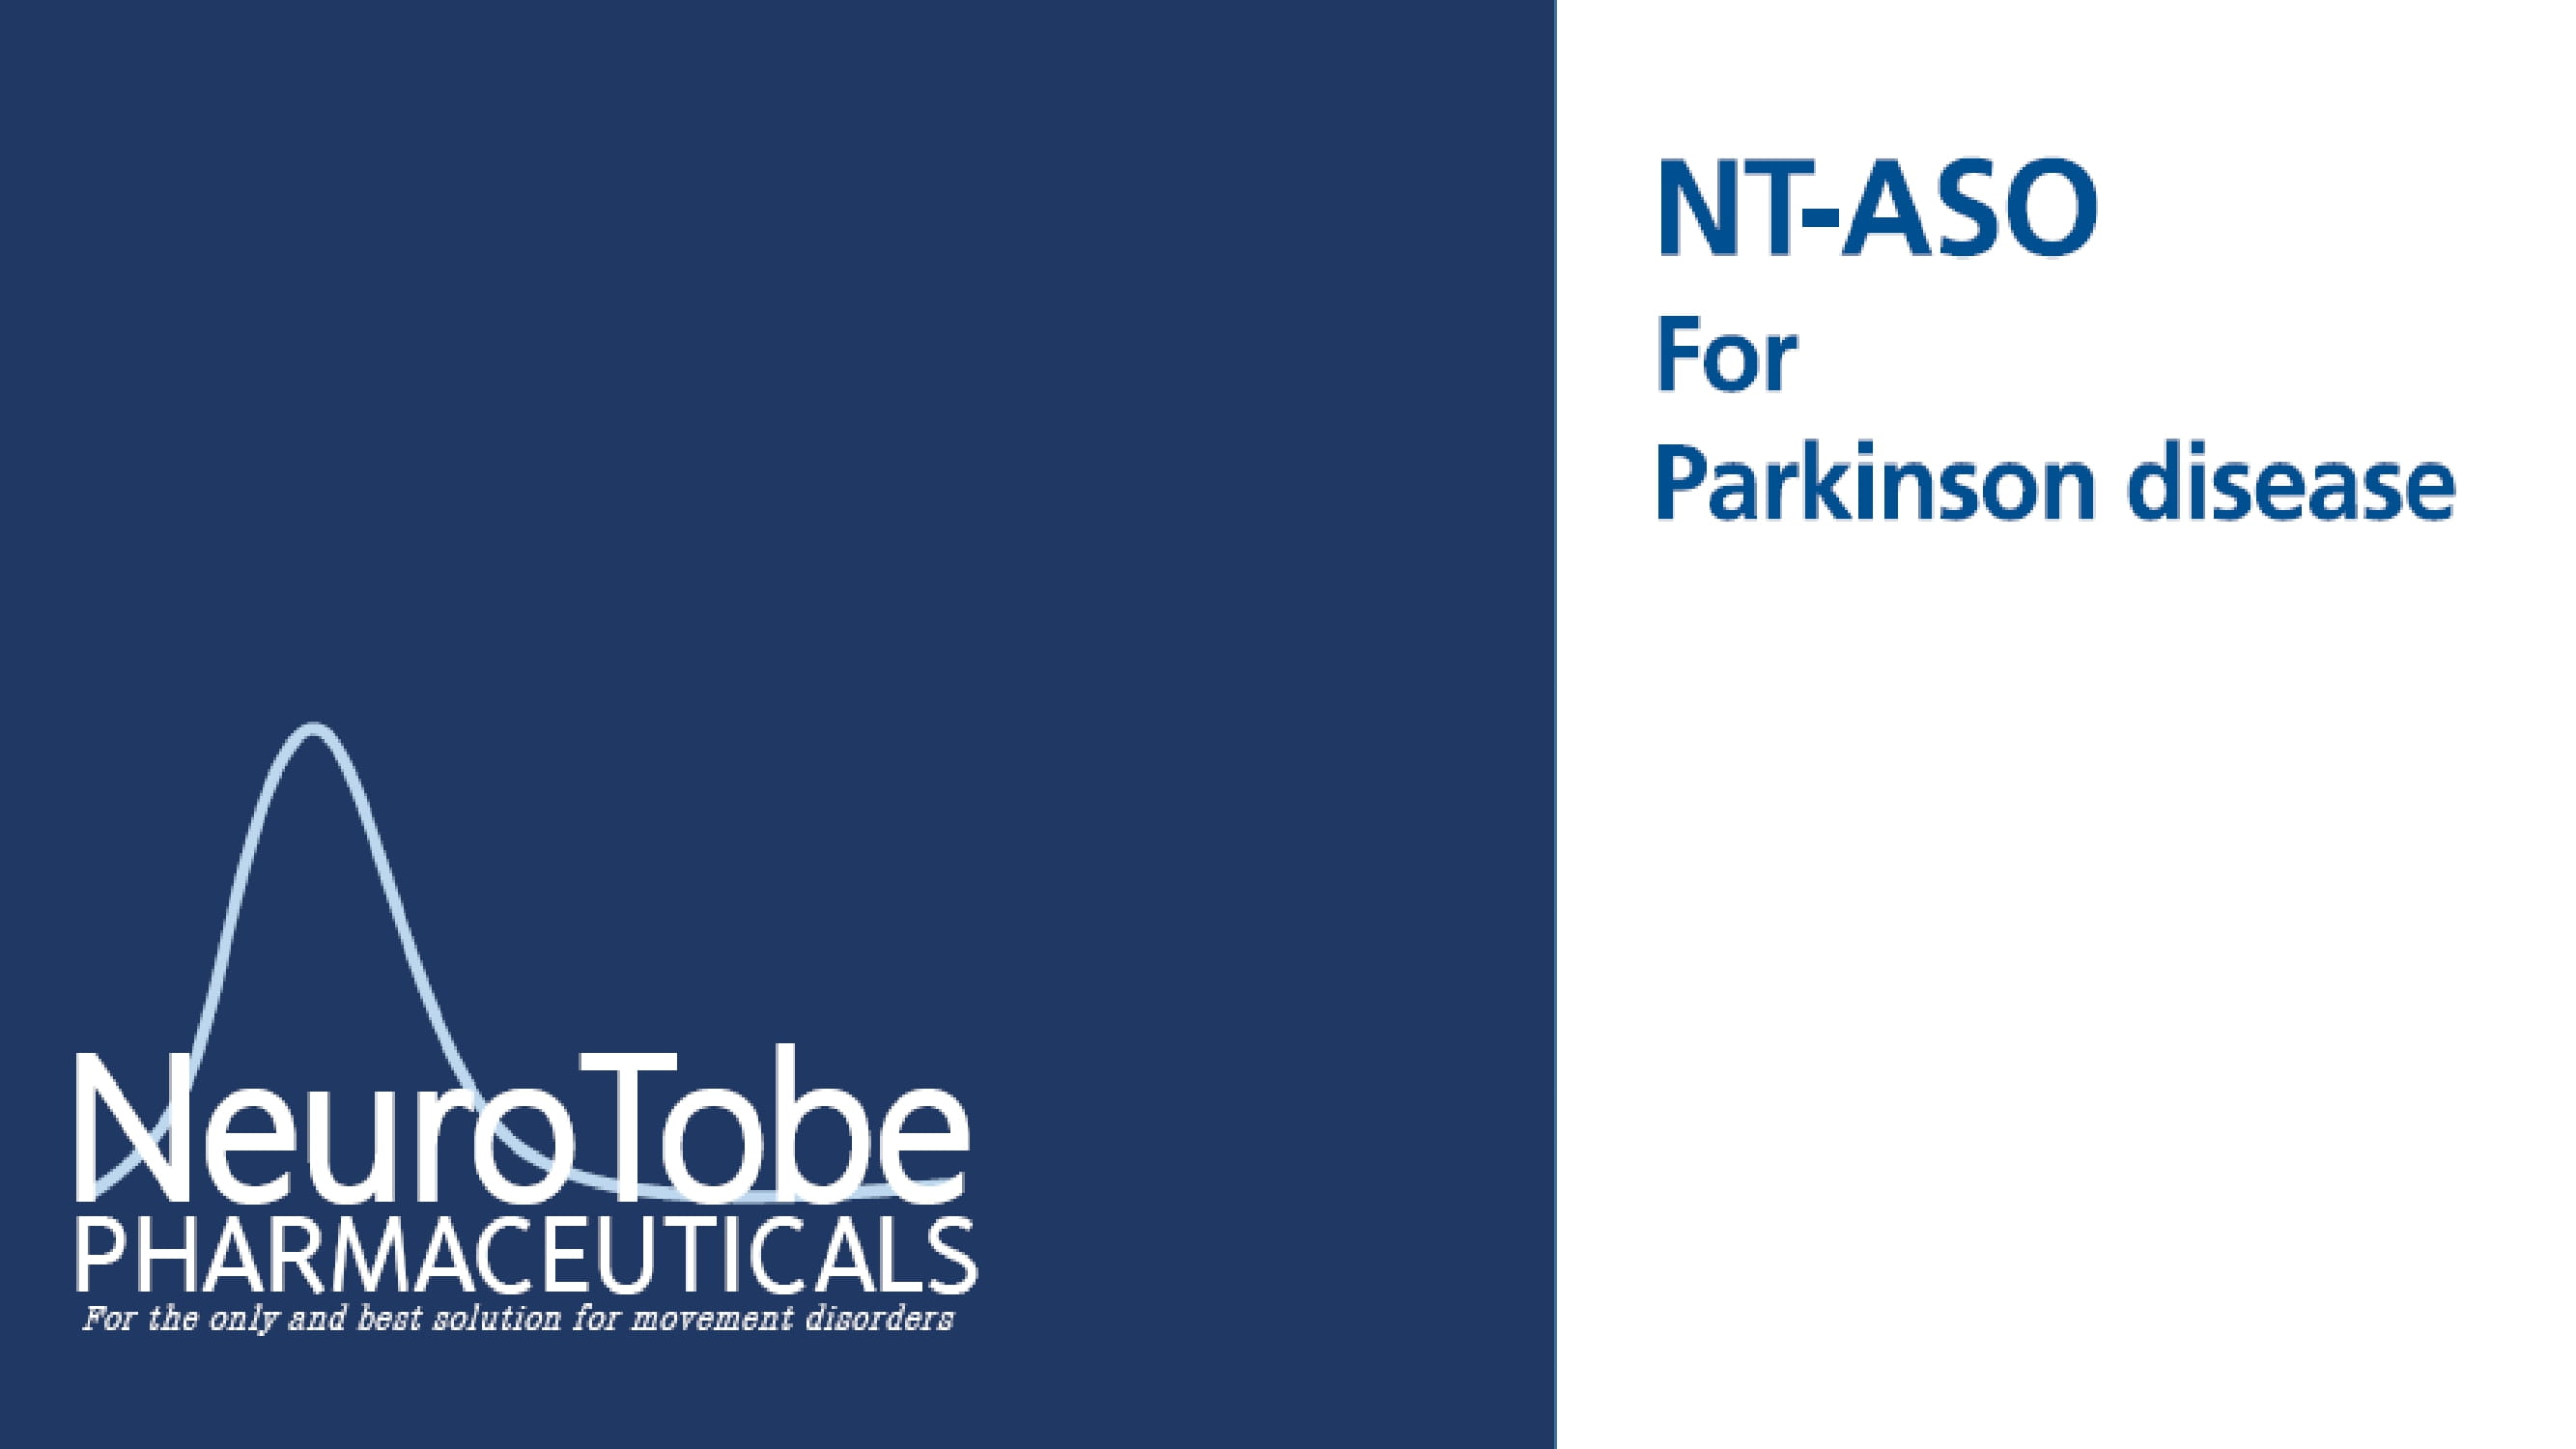 NT-ASO
For
Parkinson disease
NeuroTobe
PHARMACEUTICALS
For the only and best solution for movement disorders